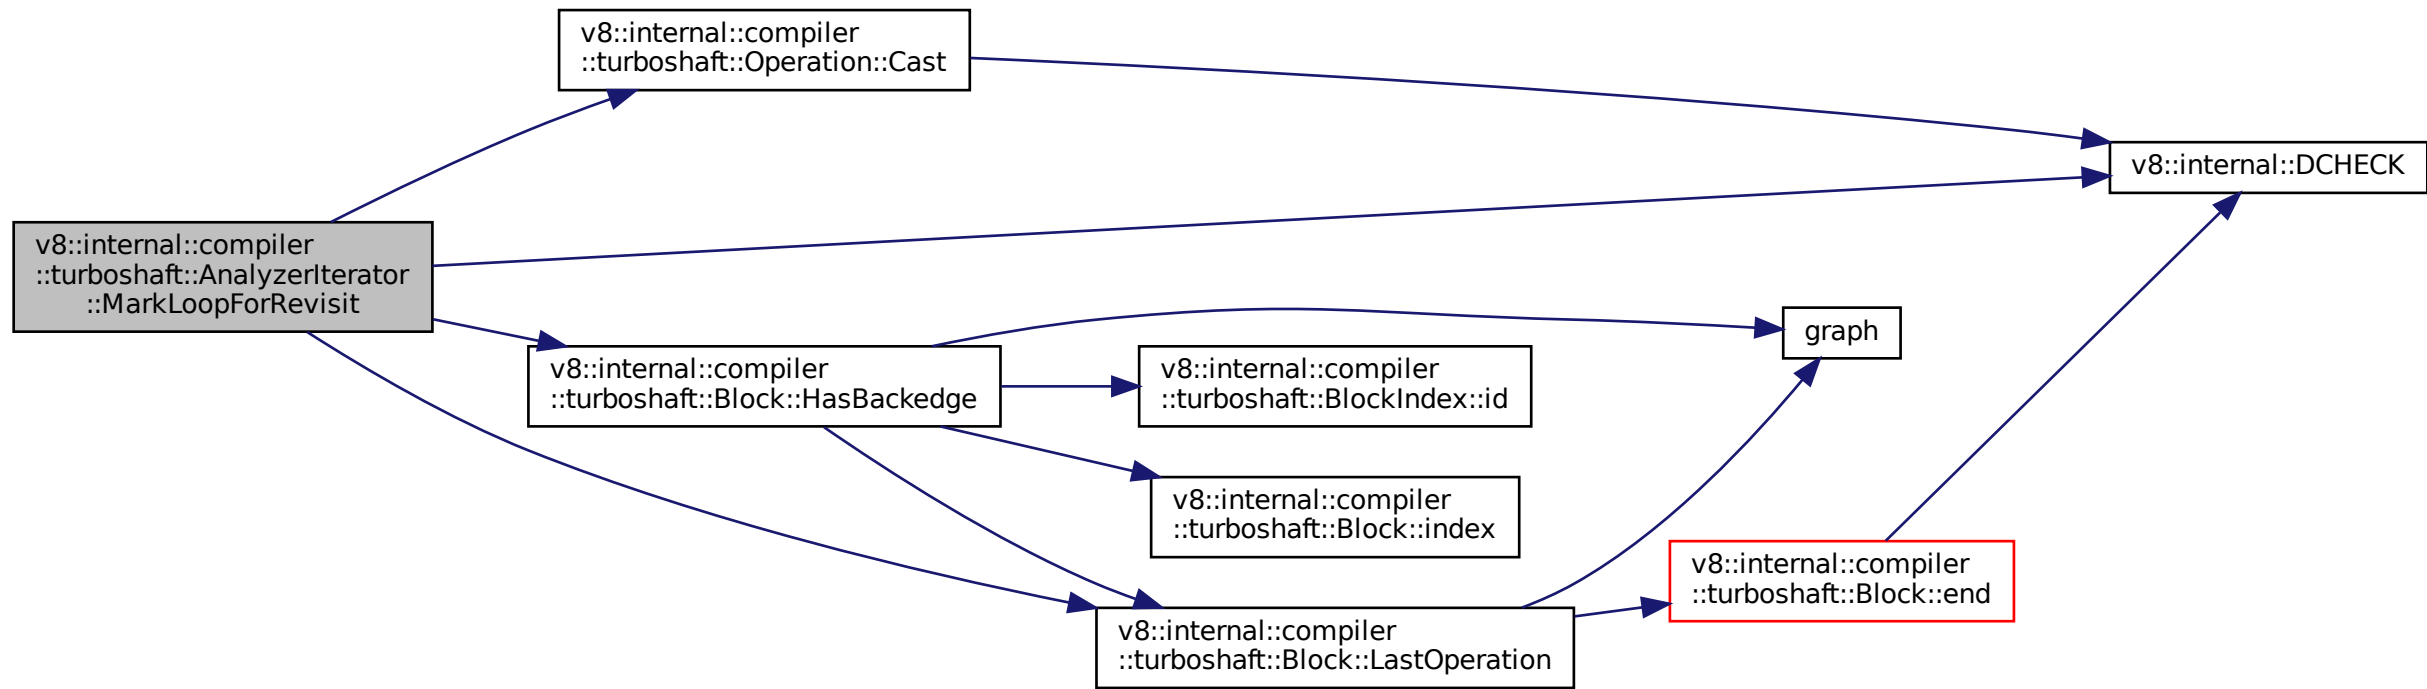 v8::internal::compiler
::turboshaft::Operation::Cast
v8::internal::DCHECK
v8::internal::compiler
::turboshaft::AnalyzerIterator
::MarkLoopForRevisit
graph
v8::internal::compiler
::turboshaft::Block::HasBackedge
v8::internal::compiler
::turboshaft::BlockIndex::id
v8::internal::compiler
::turboshaft::Block::index
v8::internal::compiler
::turboshaft::Block::end
v8::internal::compiler
::turboshaft::Block::LastOperation